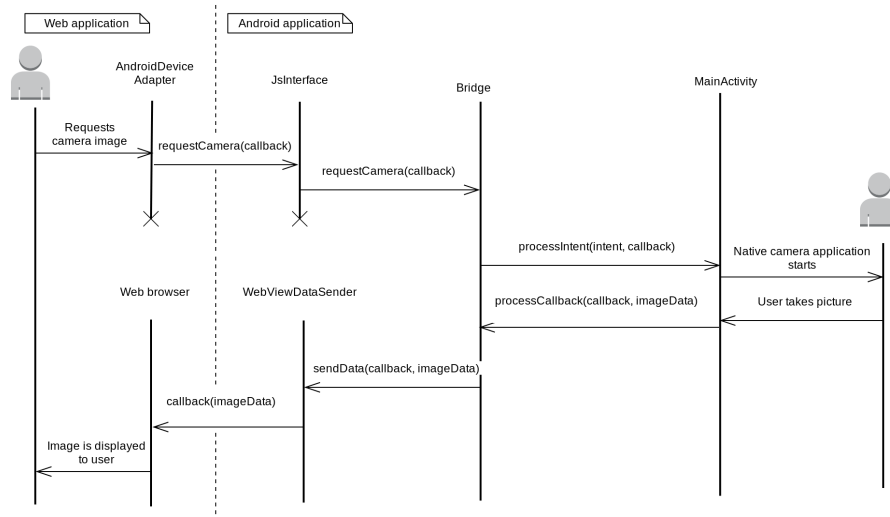 Web application
Android application
AndroidDevice
Adapter
JsInterface
Bridge
MainActivity
Requests
camera image
requestCamera(callback)
requestCamera(callback)
processIntent(intent, callback)
Native camera application
starts
Web browser
WebViewDataSender
processCallback(callback, imageData)
User takes picture
sendData(callback, imageData)
callback(imageData)
Image is displayed
to user